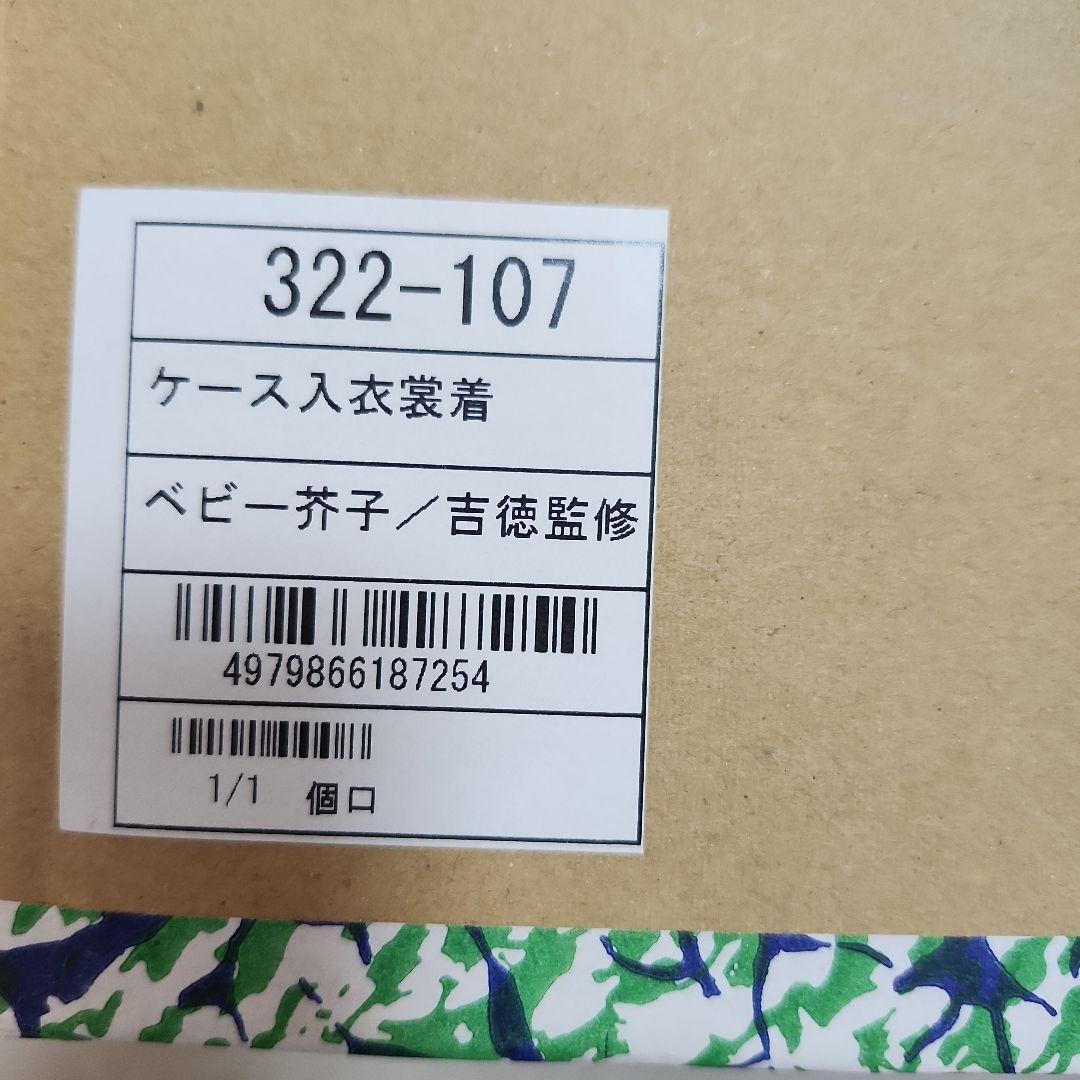 322-107
ケース入衣裳着
ベビー芥子／吉徳監修
4979866187254
1/1 個口